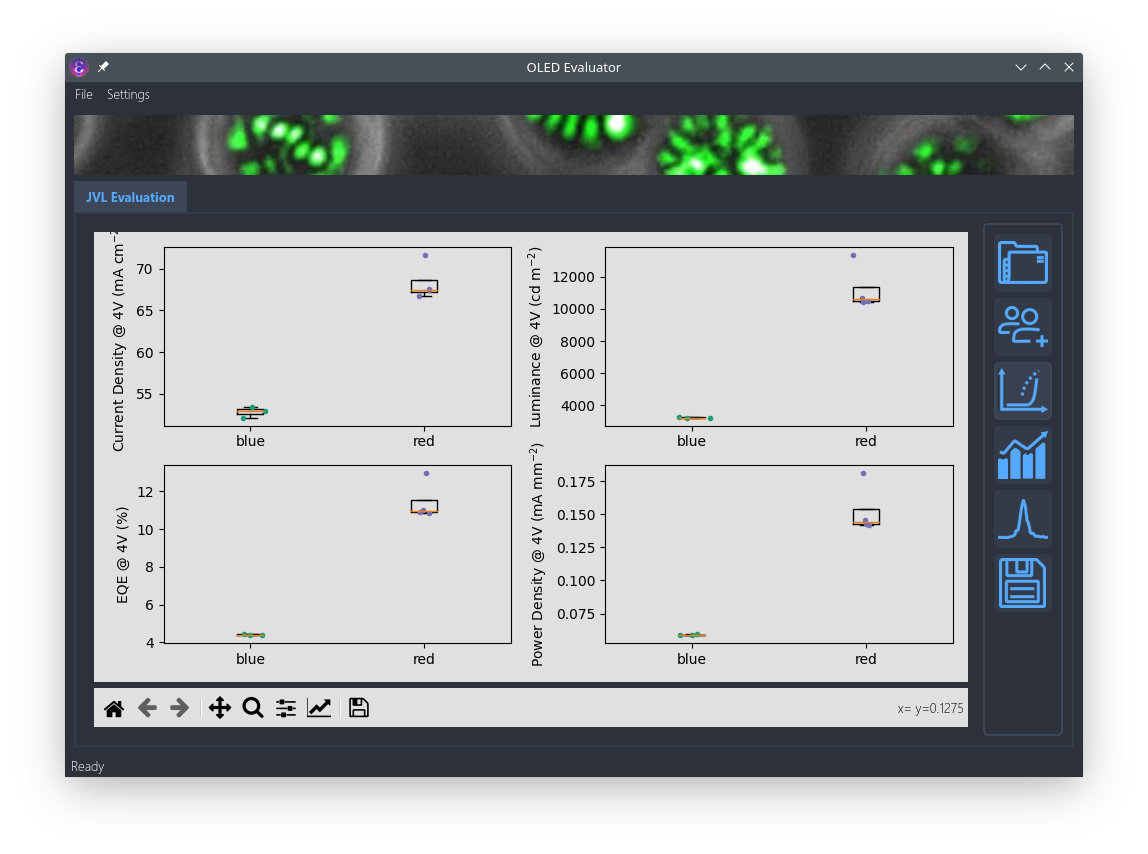 OLED Evaluator
File Settings
JVL Evaluation
Current Density @ 4V (mA cm⁻²
70
65
60
55
blue red
Luminance @ 4V (cd m⁻²)
12000
10000
8000
6000
4000
blue red
EQE @ 4V (%)
12
10
8
6
4
blue red
Power Density @ 4V (mA mm⁻²)
0.175
0.150
0.125
0.100
0.075
blue red
x= y=0.1275
Ready